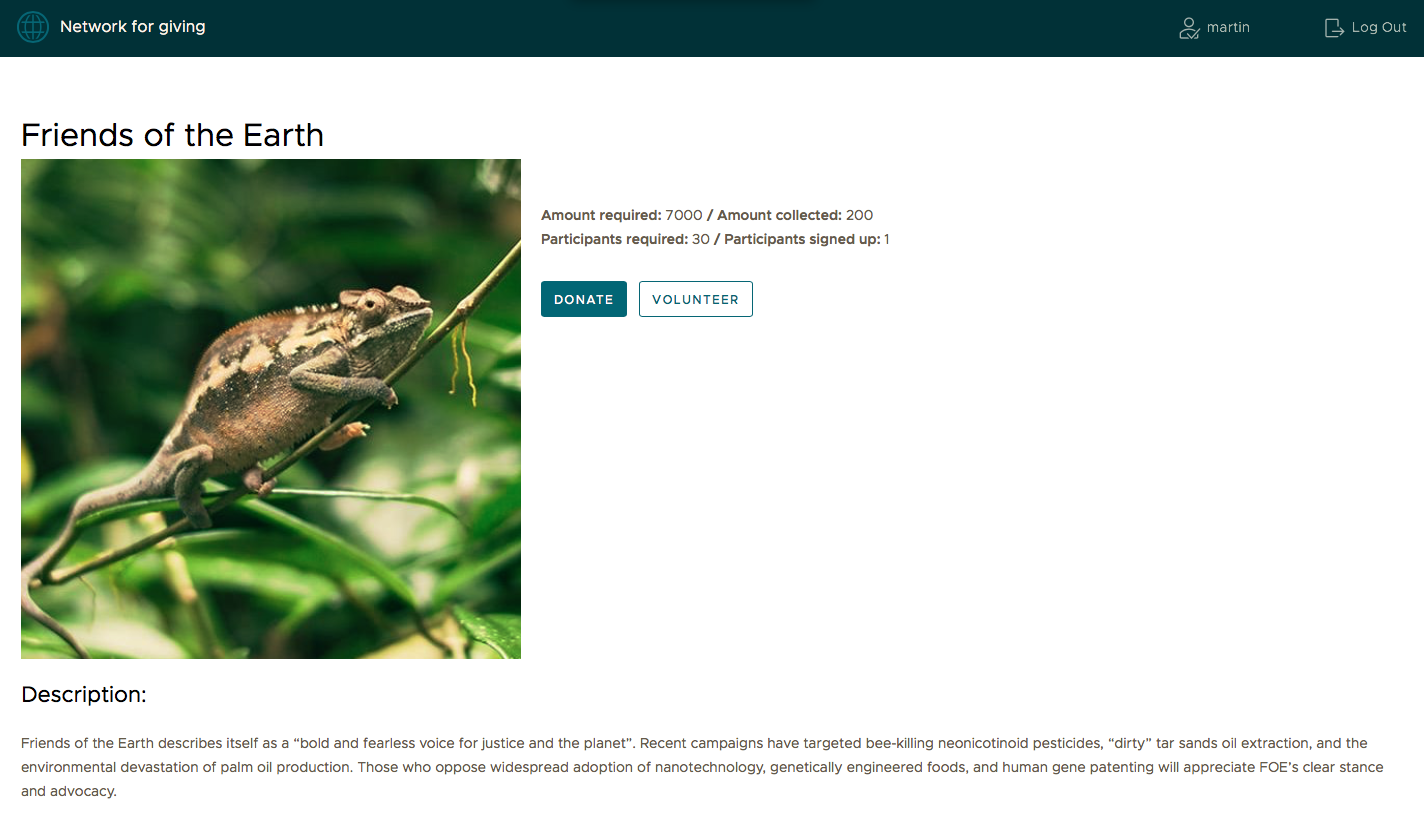 Network for giving
martin
Log Out
Friends of the Earth
Amount required: 7000 / Amount collected: 200
Participants required: 30 / Participants signed up: 1
DONATE
VOLUNTEER
Description:
Friends of the Earth describes itself as a “bold and fearless voice for justice and the planet”. Recent campaigns have targeted bee-killing neonicotinoid pesticides, “dirty” tar sands oil extraction, and the
environmental devastation of palm oil production. Those who oppose widespread adoption of nanotechnology, genetically engineered foods, and human gene patenting will appreciate FOE’s clear stance
and advocacy.